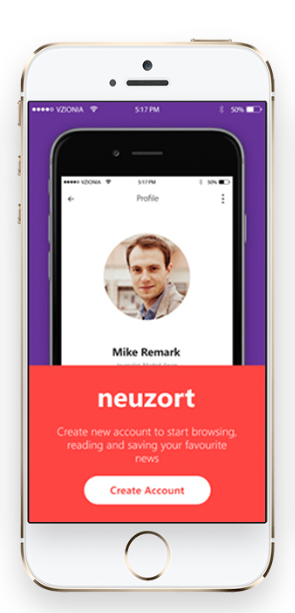 VZIONIA 5:17 PM 50%
VZIONIA 5:17 PM 50%
Profile
Mike Remark
neuzort
Create new account to start browsing,
reading and saving your favourite
news
Create Account